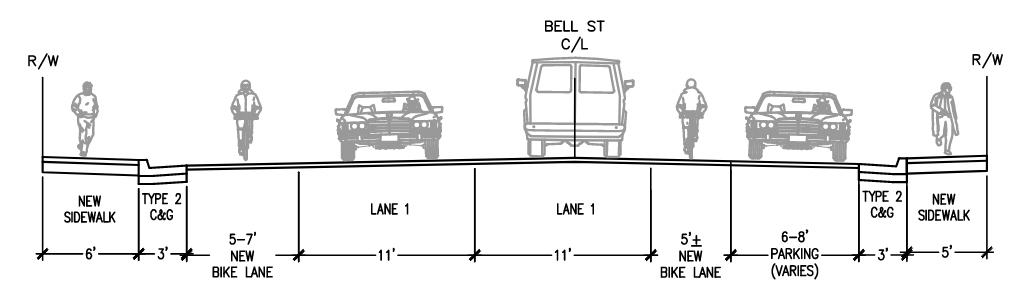 BELL ST
C/L
R/W
R/W
NEW
SIDEWALK
TYPE 2
C&G
LANE 1
LANE 1
TYPE 2
C&G
NEW
SIDEWALK
6'
3'
5-7'
NEW
BIKE LANE
11'
11'
5'±
NEW
BIKE LANE
6-8'
PARKING
(VARIES)
3'
5'